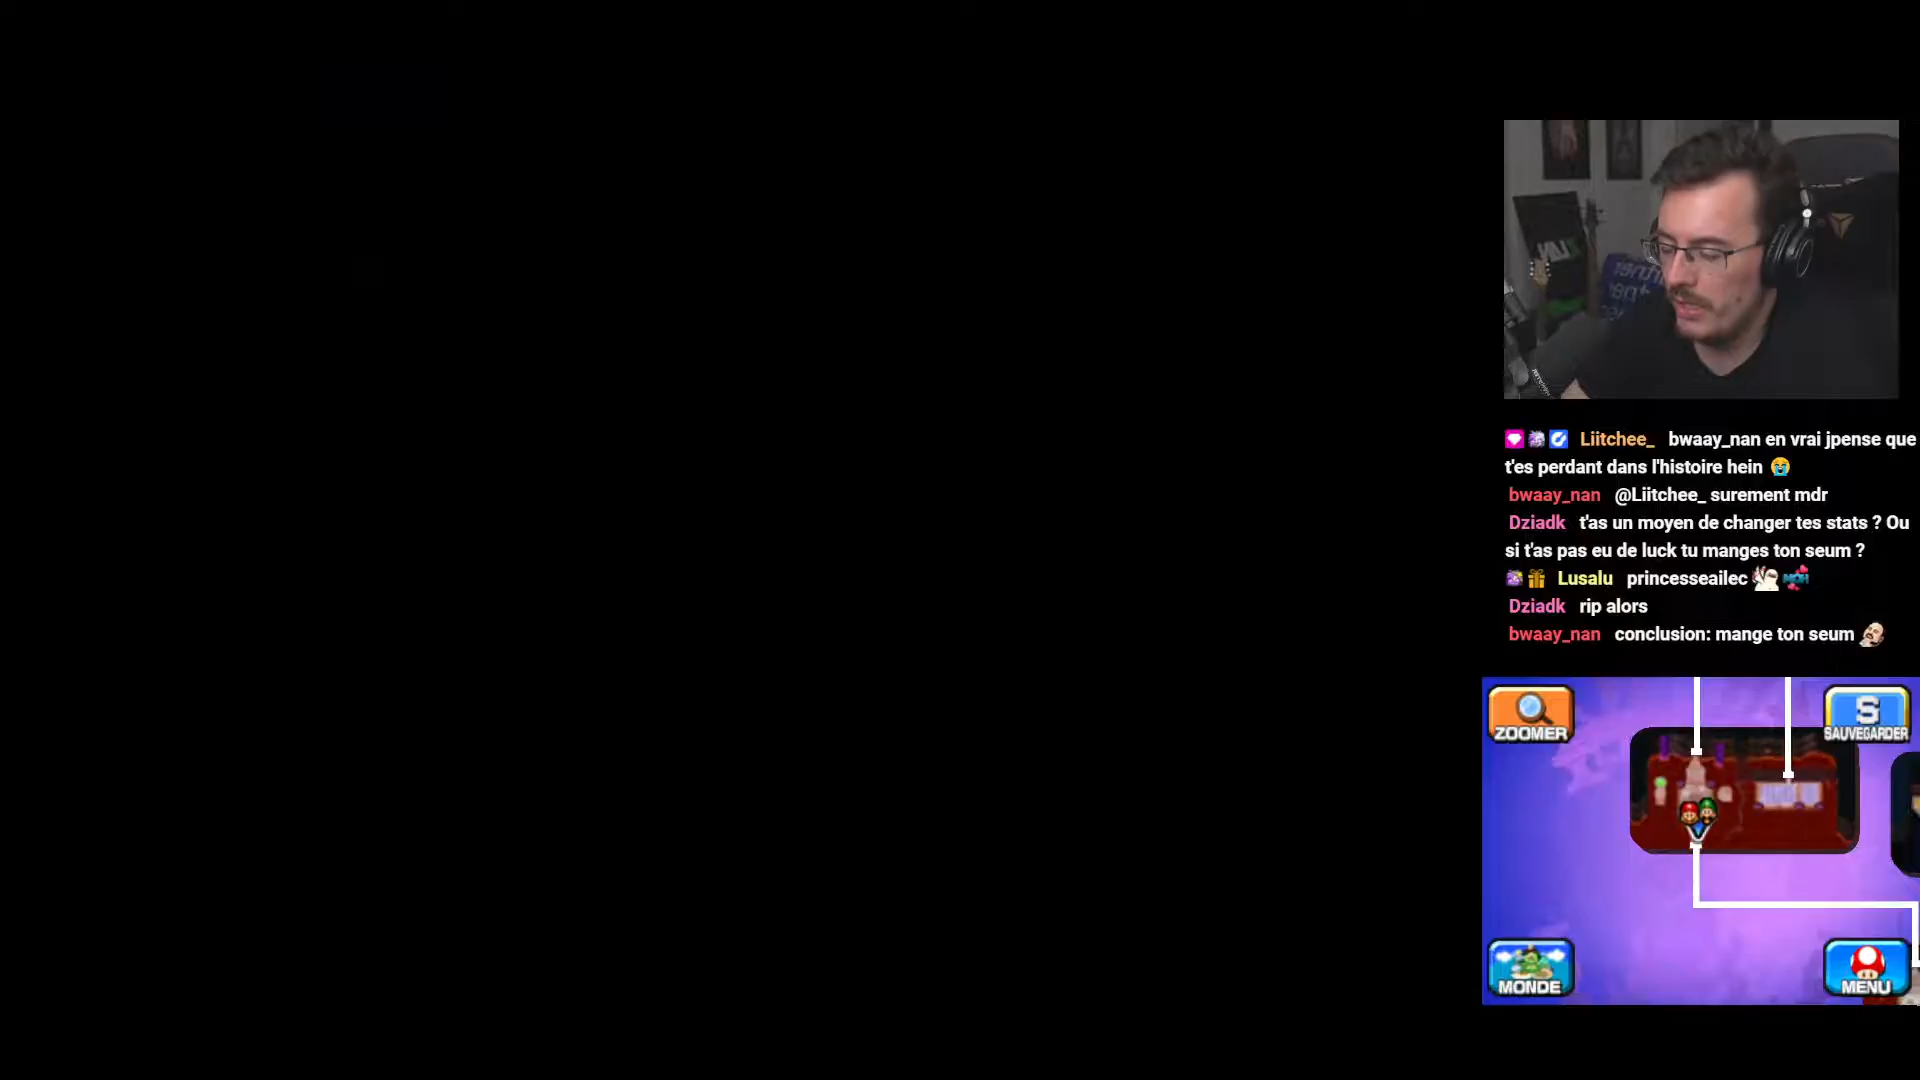 Liitchee_ bwaay_nan en vrai jpense que
t'es perdant dans l'histoire hein 😭
bwaay_nan @Liitchee_ surement mdr
Dziadk t'as un moyen de changer tes stats ? Ou
si t'as pas eu de luck tu manges ton seum ?
Lusalu princesseailec
Dziadk rip alors
bwaay_nan conclusion: mange ton seum
ZOOMER
S
SAUVEGARDER
MONDE
MENU